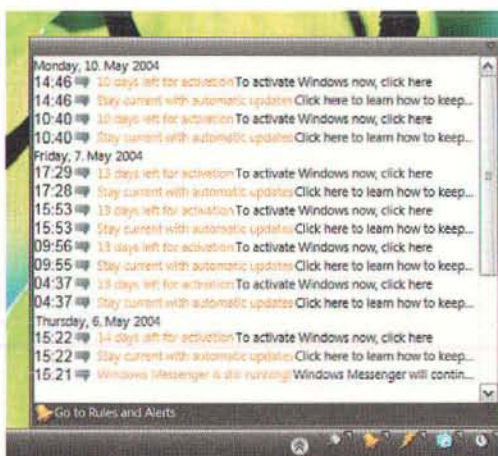 Monday, 10. May 2004
14:46 10 days left for activation To activate Windows now, click here
14:46 Stay current with automatic updates Click here to learn how to keep...
10:40 10 days left for activation To activate Windows now, click here
10:40 Stay current with automatic updates Click here to learn how to keep...
Friday, 7. May 2004
17:29 13 days left for activation To activate Windows now, click here
17:28 Stay current with automatic updates Click here to learn how to keep...
15:53 13 days left for activation To activate Windows now, click here
15:53 Stay current with automatic updates Click here to learn how to keep...
09:56 13 days left for activation To activate Windows now, click here
09:55 Stay current with automatic updates Click here to learn how to keep...
04:37 13 days left for activation To activate Windows now, click here
04:37 Stay current with automatic updates Click here to learn how to keep...
Thursday, 6. May 2004
15:22 14 days left for activation To activate Windows now, click here
15:22 Stay current with automatic updates Click here to learn how to keep...
15:21 Windows Messenger is still running! Windows Messenger will contin...
Go to Rules and Alerts